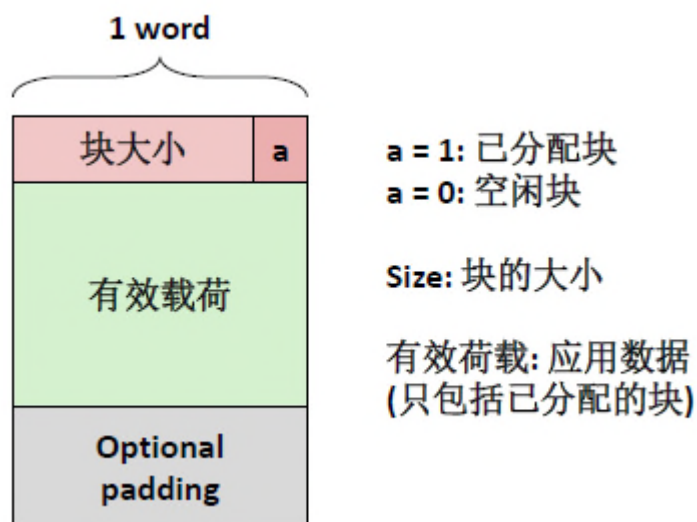 1 word
块大小
a
a = 1: 已分配块
a = 0: 空闲块
有效载荷
Size: 块的大小
有效荷载: 应用数据
(只包括已分配的块)
Optional
padding